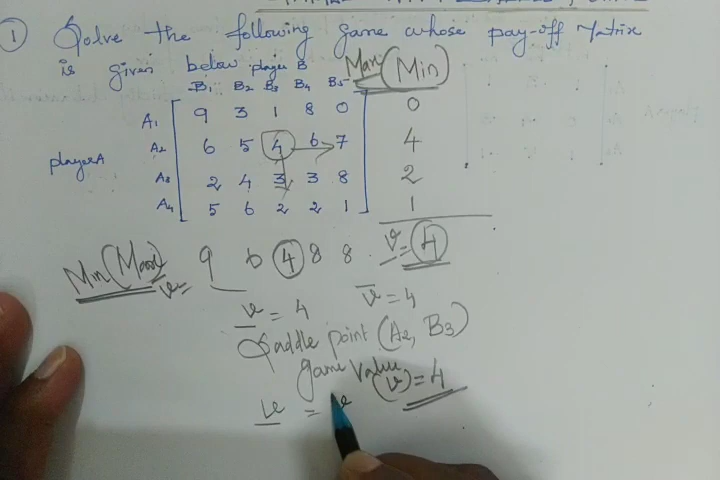 1 Solve the following Game whose pay-off Matrix
is given below player B Max (Min)
B1 B2 B3 B4 B5
A1 9 3 1 8 0 0
player A A2 6 5 4 6 7 4
A3 2 4 3 3 8 2
A4 5 6 2 2 1 1
Min (Max) v = 9 6 4 8 8 v = 4
v = 4 v̅ = 4
Saddle point (A2, B3)
Game Value (v) = 4
v = v